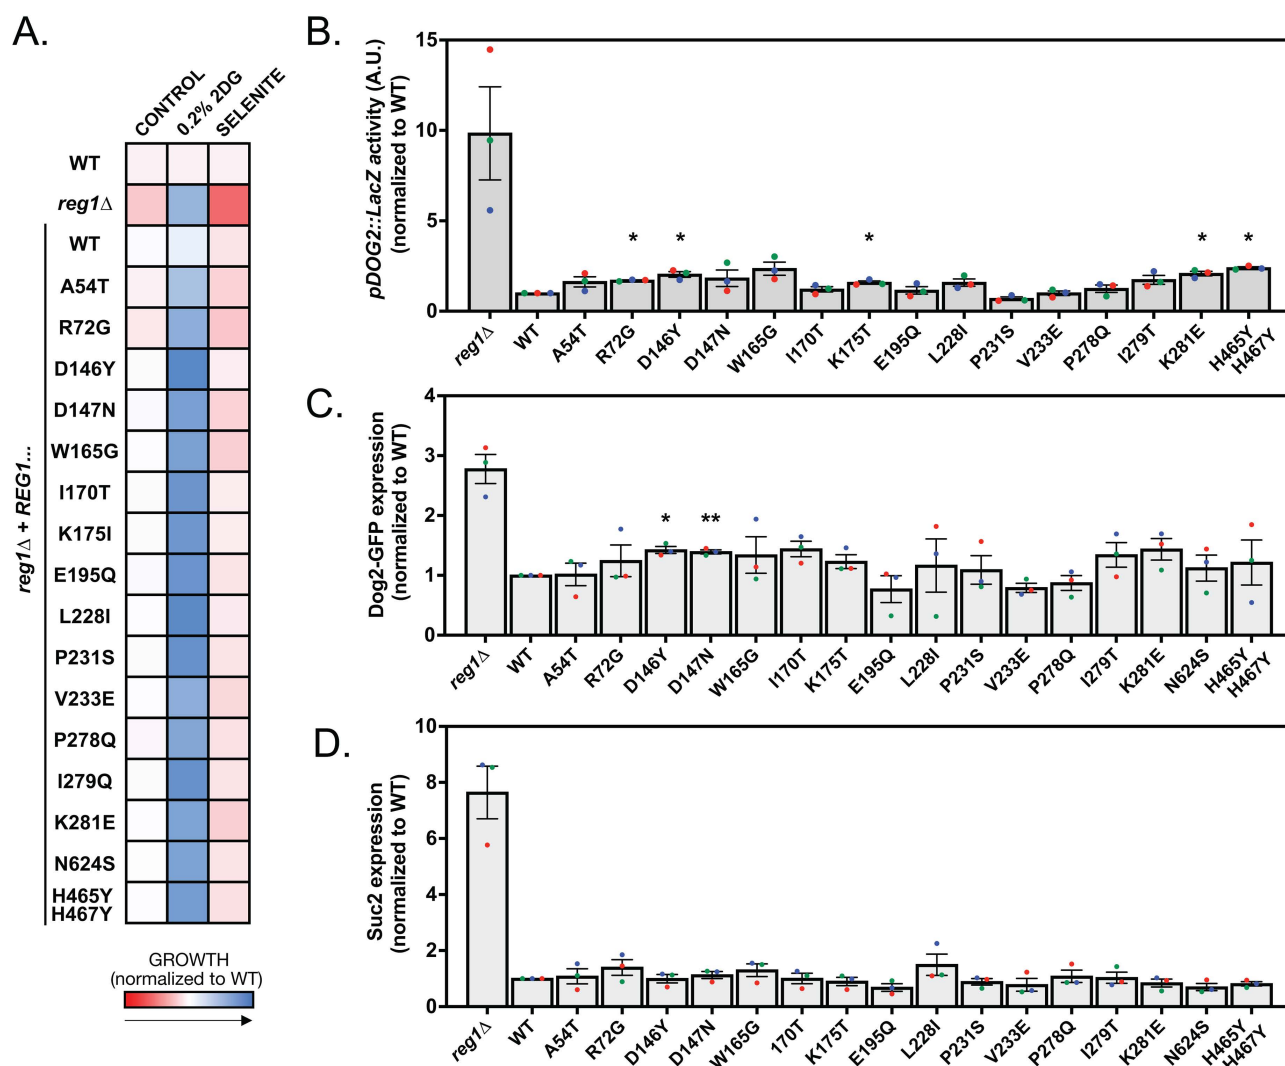 A.
CONTROL
0.2% 2DG
SELENITE
WT
reg1Δ
reg1Δ + REG1...
WT
A54T
R72G
D146Y
D147N
W165G
I170T
K175I
E195Q
L228I
P231S
V233E
P278Q
I279Q
K281E
N624S
H465Y
H467Y
GROWTH
(normalized to WT)
B.
pDOG2::LacZ activity (A.U.)
(normalized to WT)
15
10
5
0
*
*
*
*
*
reg1Δ
WT
A54T
R72G
D146Y
D147N
W165G
I170T
K175T
E195Q
L228I
P231S
V233E
P278Q
I279T
K281E
H465Y
H467Y
C.
Dog2-GFP expression
(normalized to WT)
4
3
2
1
0
*
**
reg1Δ
WT
A54T
R72G
D146Y
D147N
W165G
I170T
K175T
E195Q
L228I
P231S
V233E
P278Q
I279T
K281E
N624S
H465Y
H467Y
D.
Suc2 expression
(normalized to WT)
10
8
6
4
2
0
reg1Δ
WT
A54T
R72G
D146Y
D147N
W165G
170T
K175T
E195Q
L228I
P231S
V233E
P278Q
I279T
K281E
N624S
H465Y
H467Y